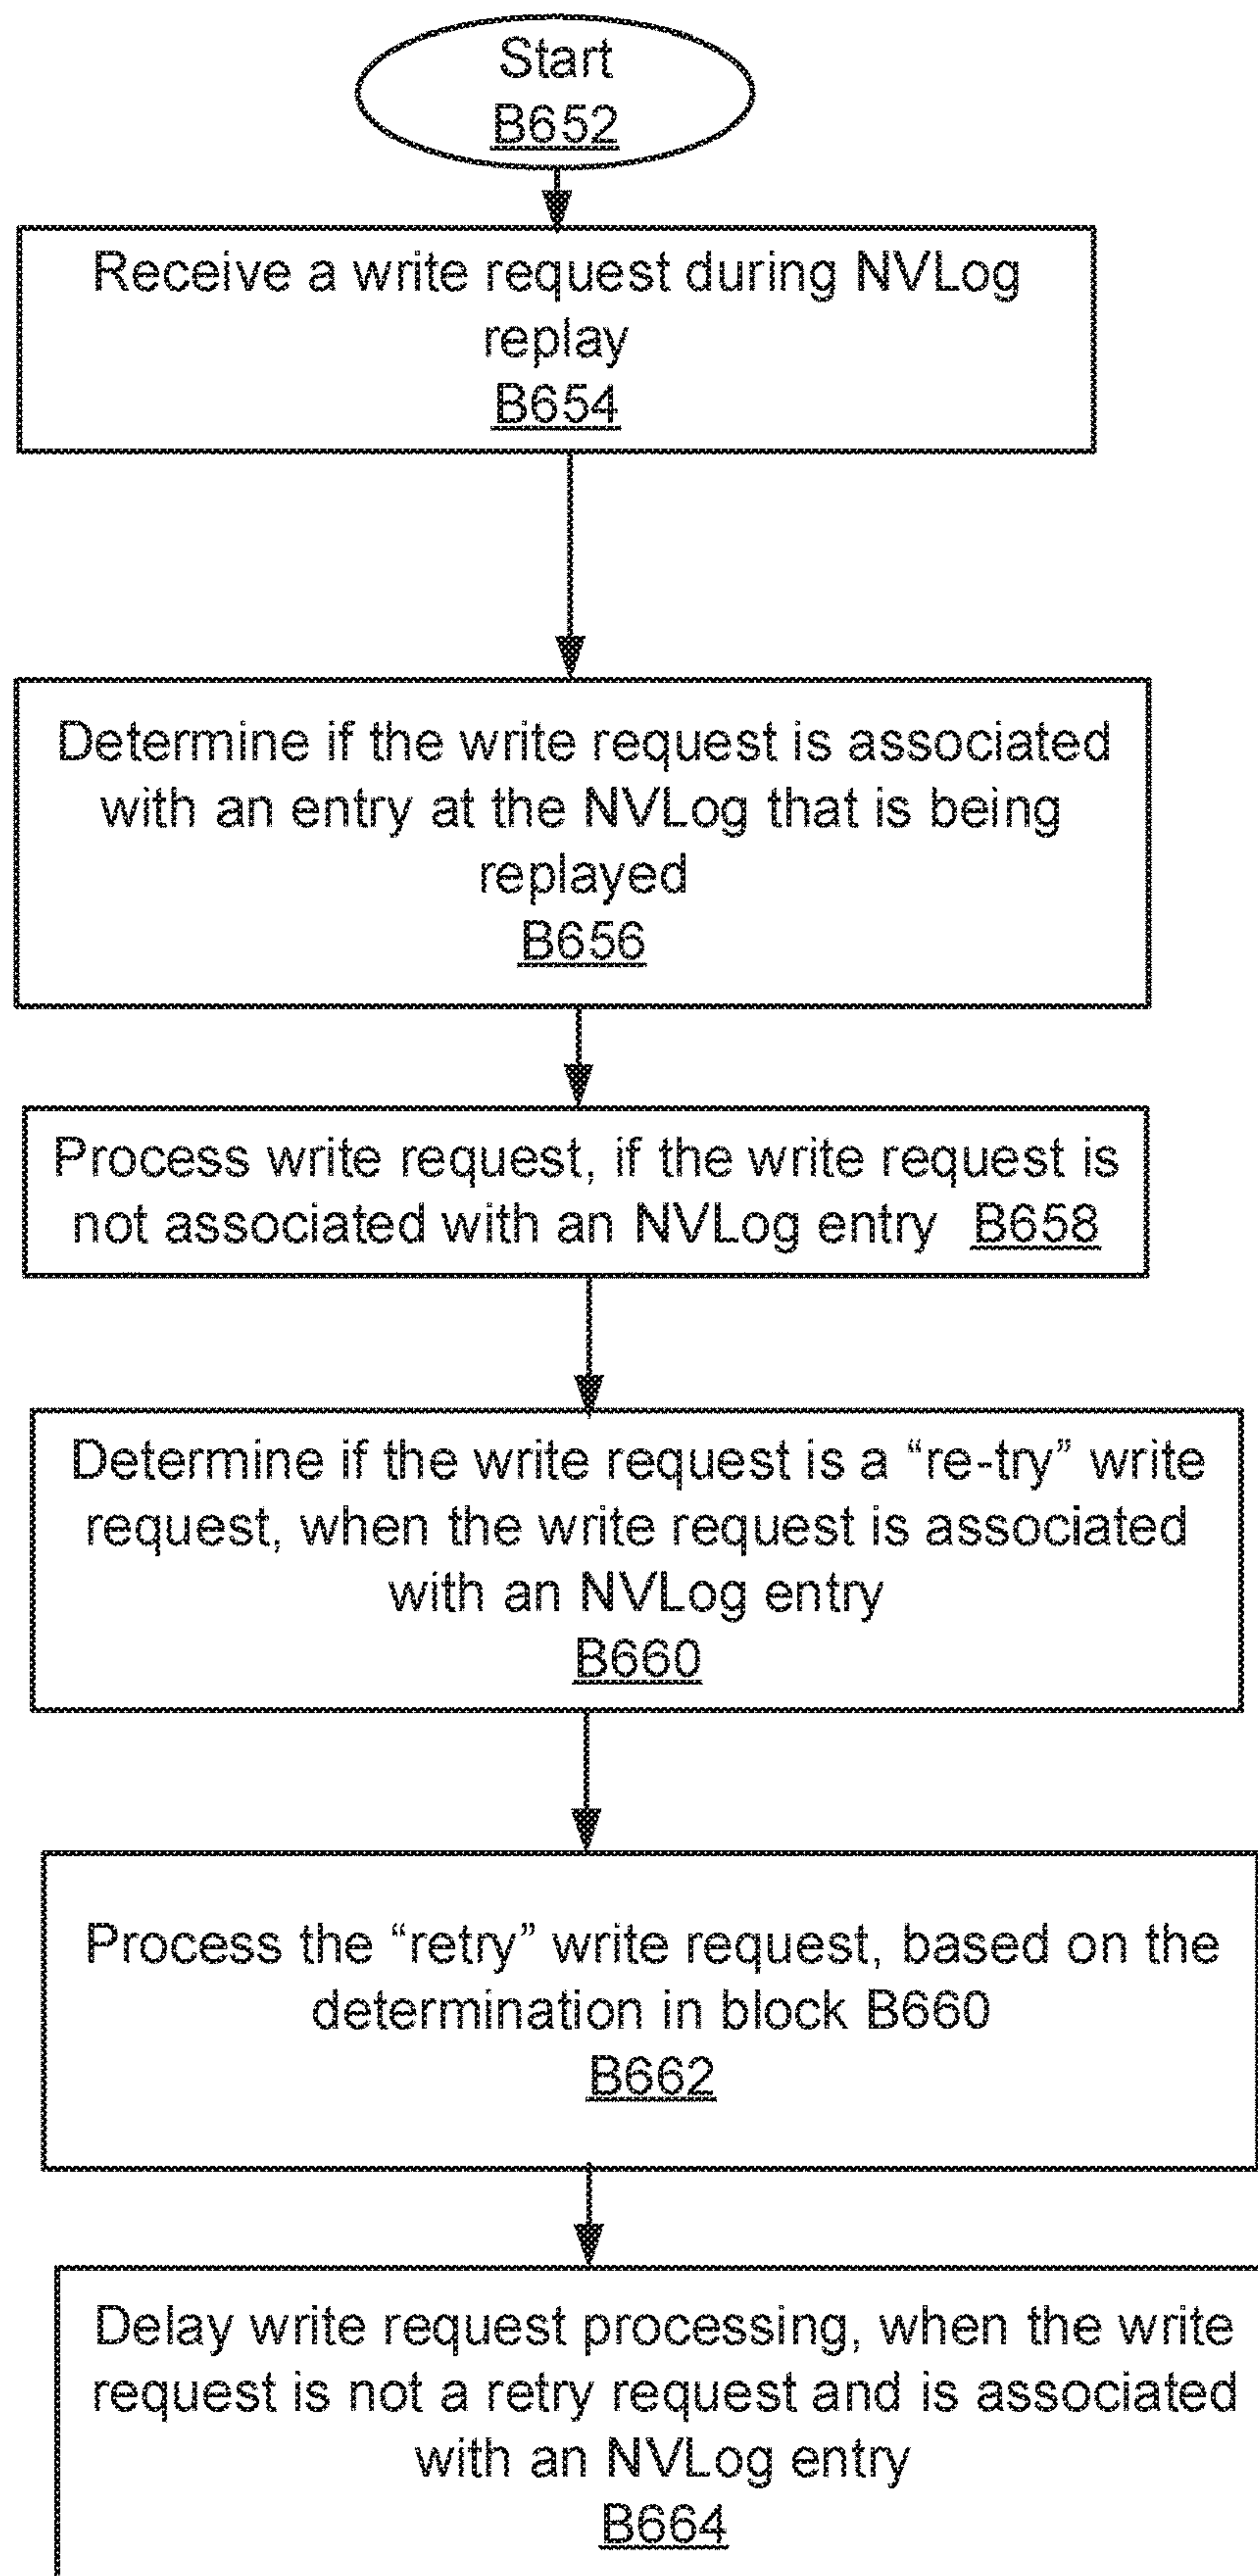 Start
B652
Receive a write request during NVLog
replay
B654
Determine if the write request is associated
with an entry at the NVLog that is being
replayed
B656
Process write request, if the write request is
not associated with an NVLog entry B658
Determine if the write request is a “re-try” write
request, when the write request is associated
with an NVLog entry
B660
Process the “retry” write request, based on the
determination in block B660
B662
Delay write request processing, when the write
request is not a retry request and is associated
with an NVLog entry
B664